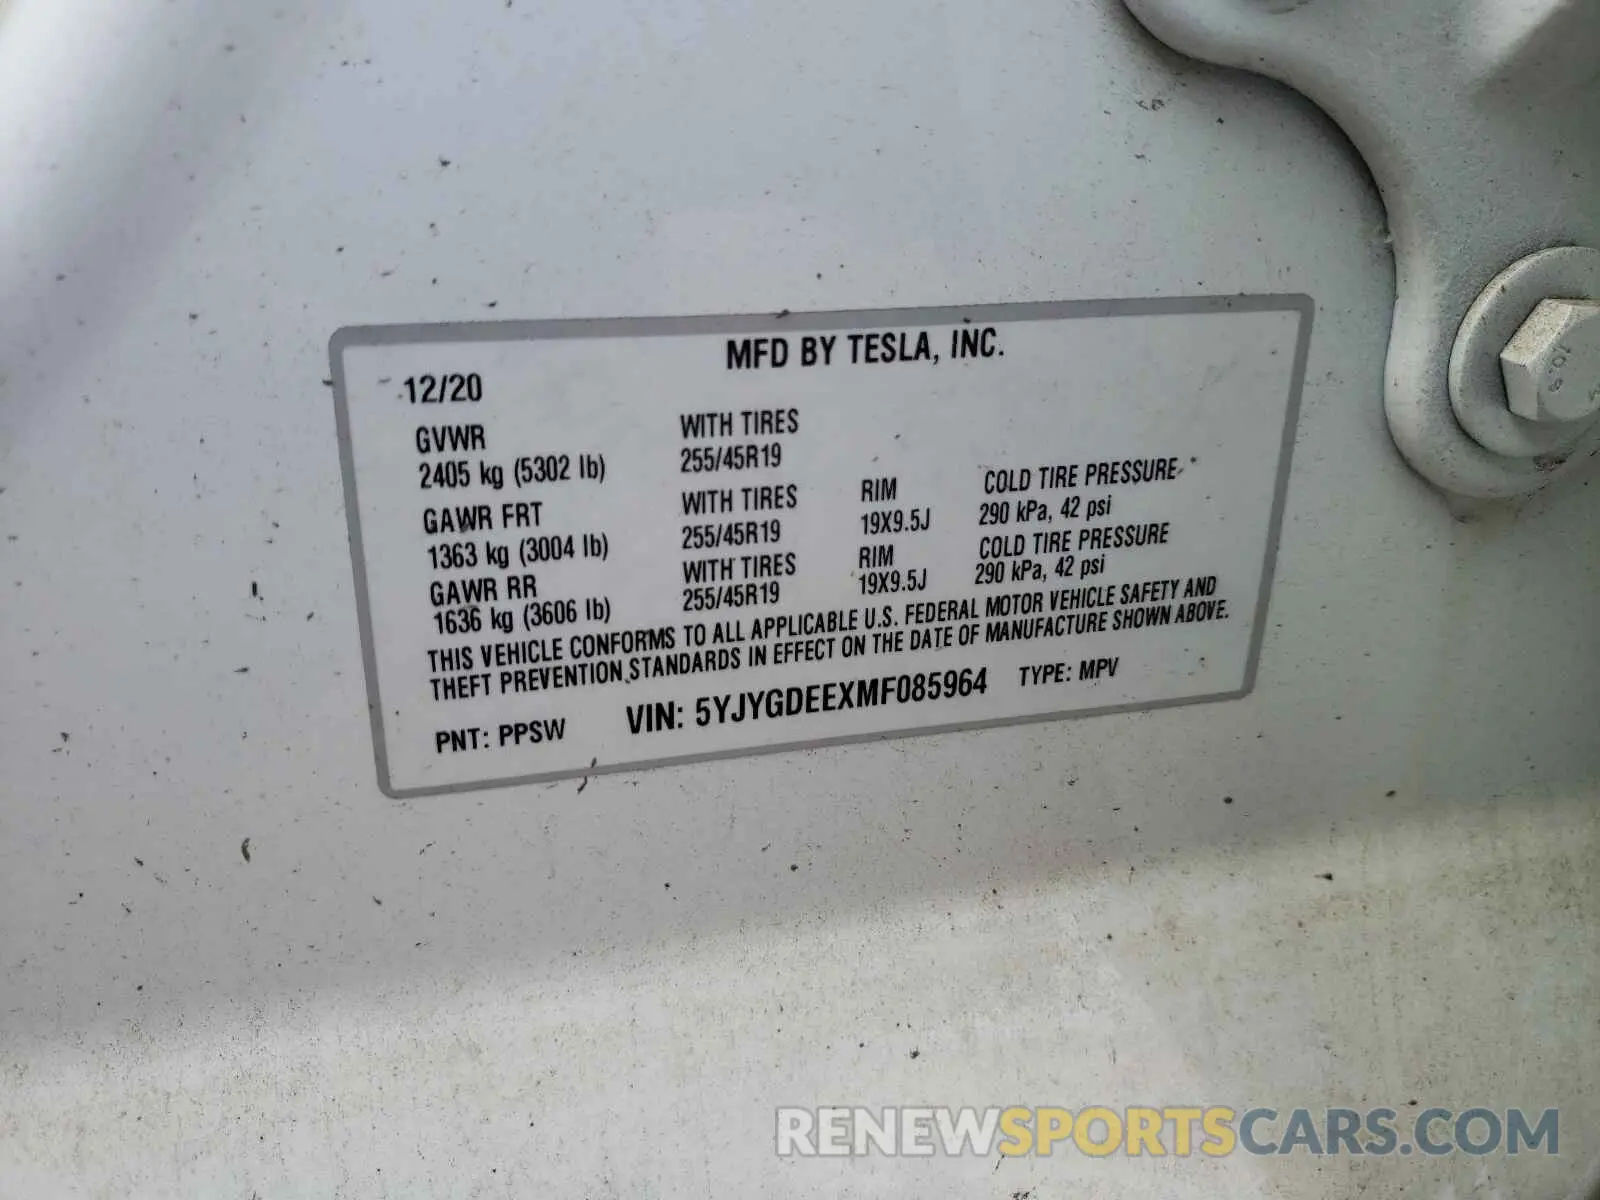 MFD BY TESLA, INC.
12/20
GVWR WITH TIRES
2405 kg (5302 lb) 255/45R19
GAWR FRT WITH TIRES RIM COLD TIRE PRESSURE
1363 kg (3004 lb) 255/45R19 19X9.5J 290 kPa, 42 psi
GAWR RR WITH TIRES RIM COLD TIRE PRESSURE
1636 kg (3606 lb) 255/45R19 19X9.5J 290 kPa, 42 psi
THIS VEHICLE CONFORMS TO ALL APPLICABLE U.S. FEDERAL MOTOR VEHICLE SAFETY AND
THEFT PREVENTION STANDARDS IN EFFECT ON THE DATE OF MANUFACTURE SHOWN ABOVE.
PNT: PPSW VIN: 5YJYGDEEXMF085964 TYPE: MPV
10.9
RENEWSPORTSCARS.COM